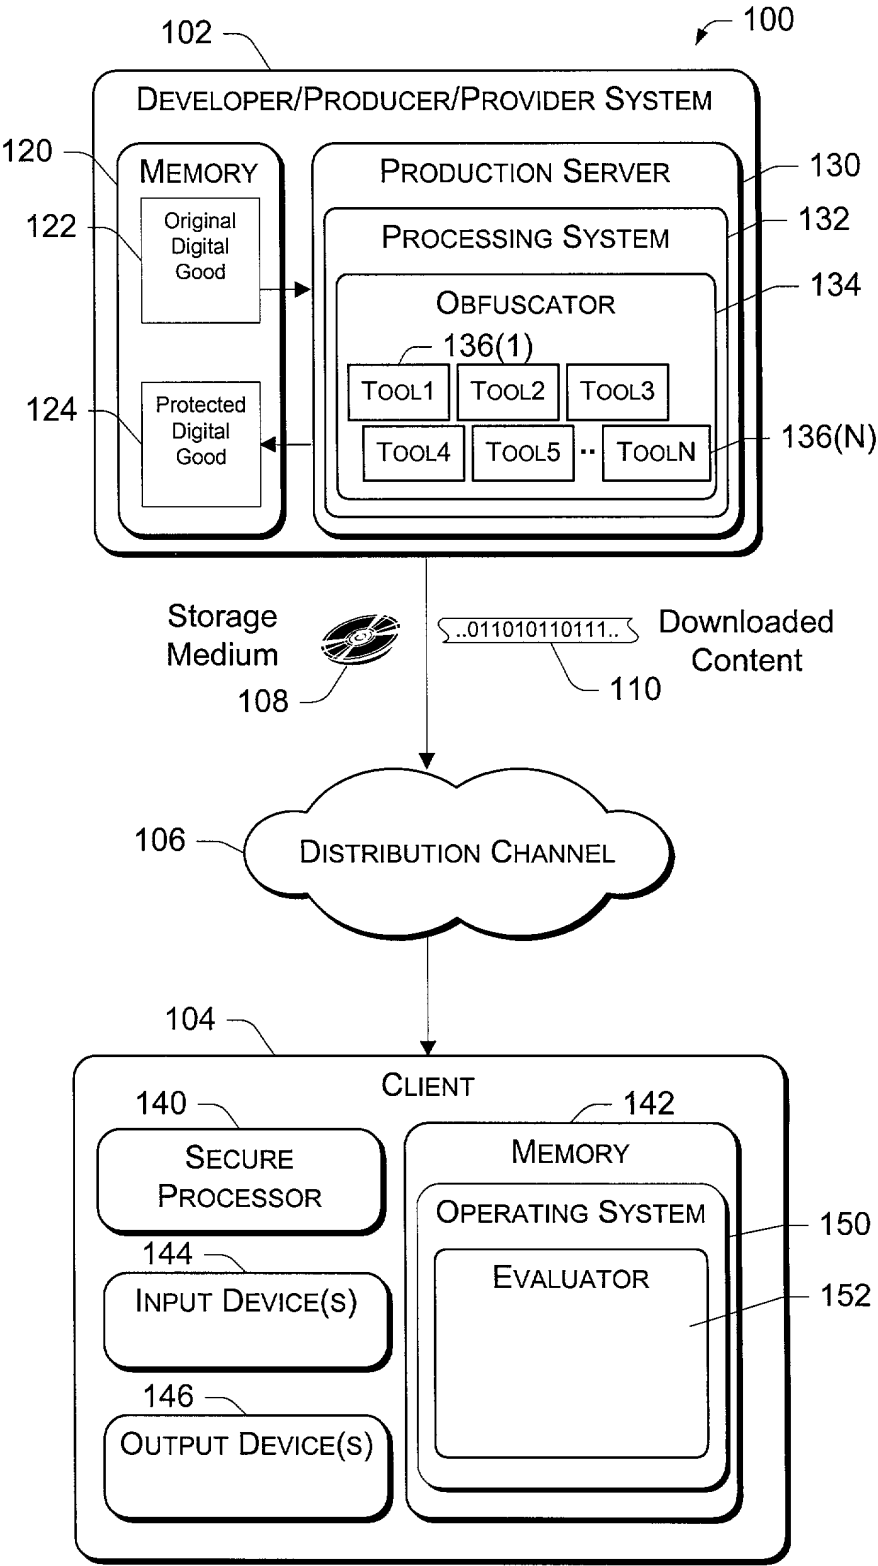 100
102
DEVELOPER/PRODUCER/PROVIDER SYSTEM
120
MEMORY
122
Original
Digital
Good
124
Protected
Digital
Good
PRODUCTION SERVER
130
PROCESSING SYSTEM
132
OBFUSCATOR
134
136(1)
TOOL1
TOOL2
TOOL3
TOOL4
TOOL5
..
TOOLN
136(N)
Storage
Medium
108
..011010110111..
110
Downloaded
Content
106
DISTRIBUTION CHANNEL
104
CLIENT
140
SECURE
PROCESSOR
144
INPUT DEVICE(S)
146
OUTPUT DEVICE(S)
142
MEMORY
OPERATING SYSTEM
150
EVALUATOR
152